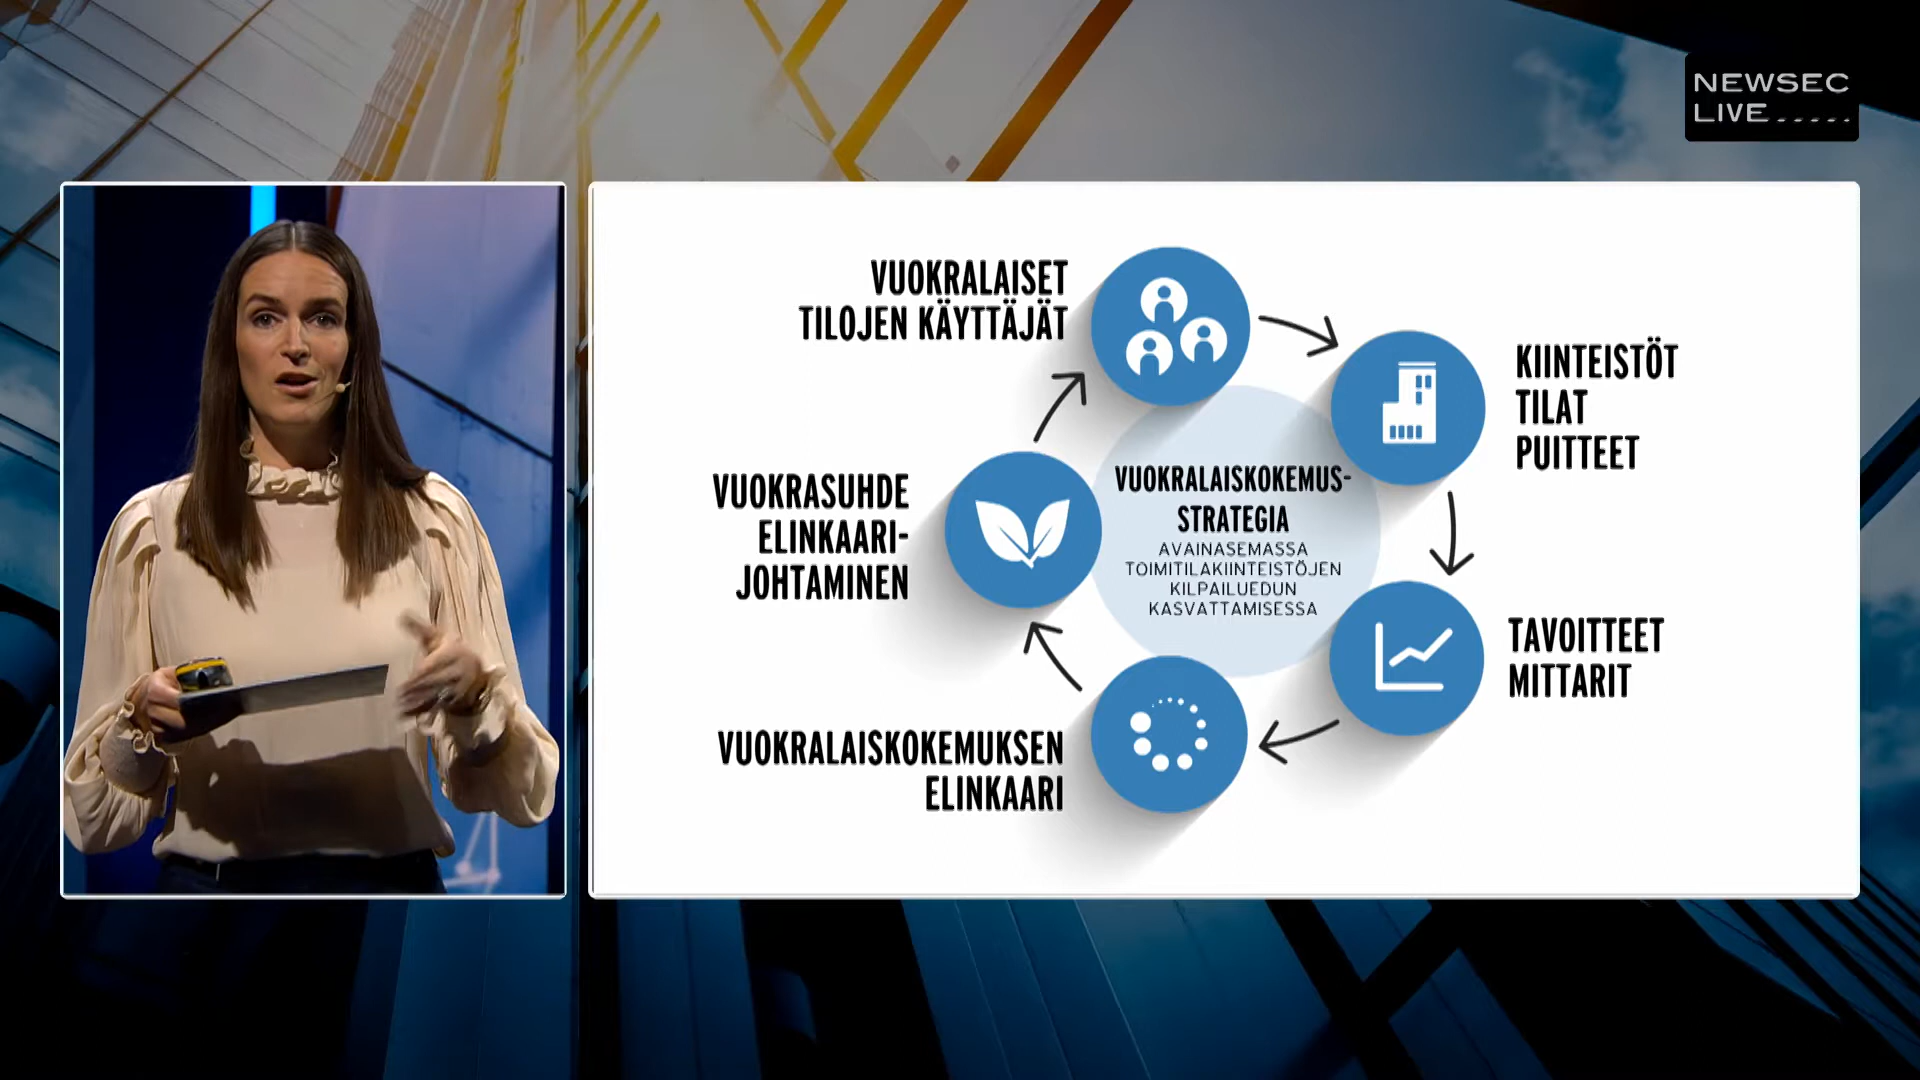 NEWSEC
LIVE.....
VUOKRALAISET
TILOJEN KÄYTTÄJÄT
KIINTEISTÖT
TILAT
PUITTEET
VUOKRASUHDE
ELINKAARI-
JOHTAMINEN
VUOKRALAISKOKEMUS-
STRATEGIA
AVAINASEMASSA
TOIMITILAKIINTEISTÖJEN
KILPAILUEDUN
KASVATTAMISESSA
TAVOITTEET
MITTARIT
VUOKRALAISKOKEMUKSEN
ELINKAARI